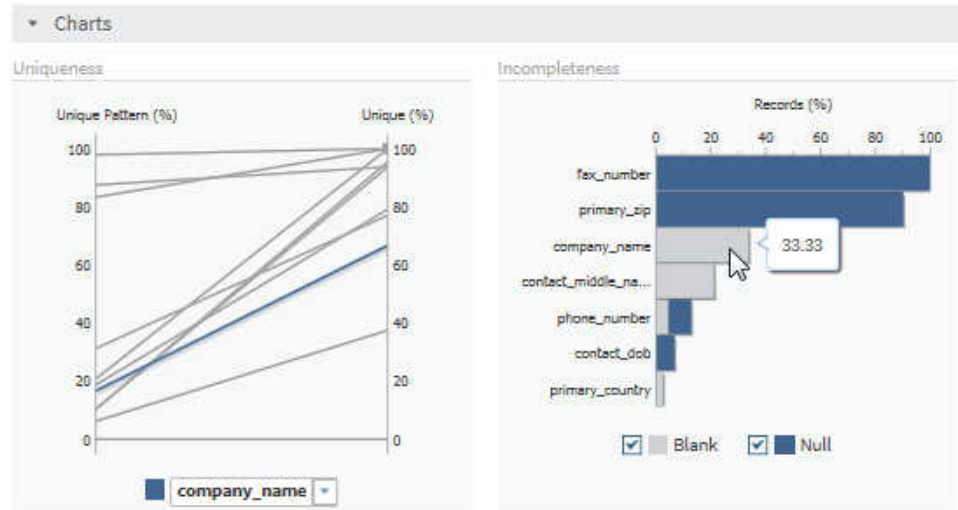 Charts
Uniqueness
Unique Pattern (%) Unique (%)
100 100
80 80
60 60
40 40
20 20
0 0
company_name
Incompleteness
Records (%)
0 20 40 60 80 100
fax_number
primary_zip
company_name 33.33
contact_middle_na...
phone_number
contact_dob
primary_country
Blank Null